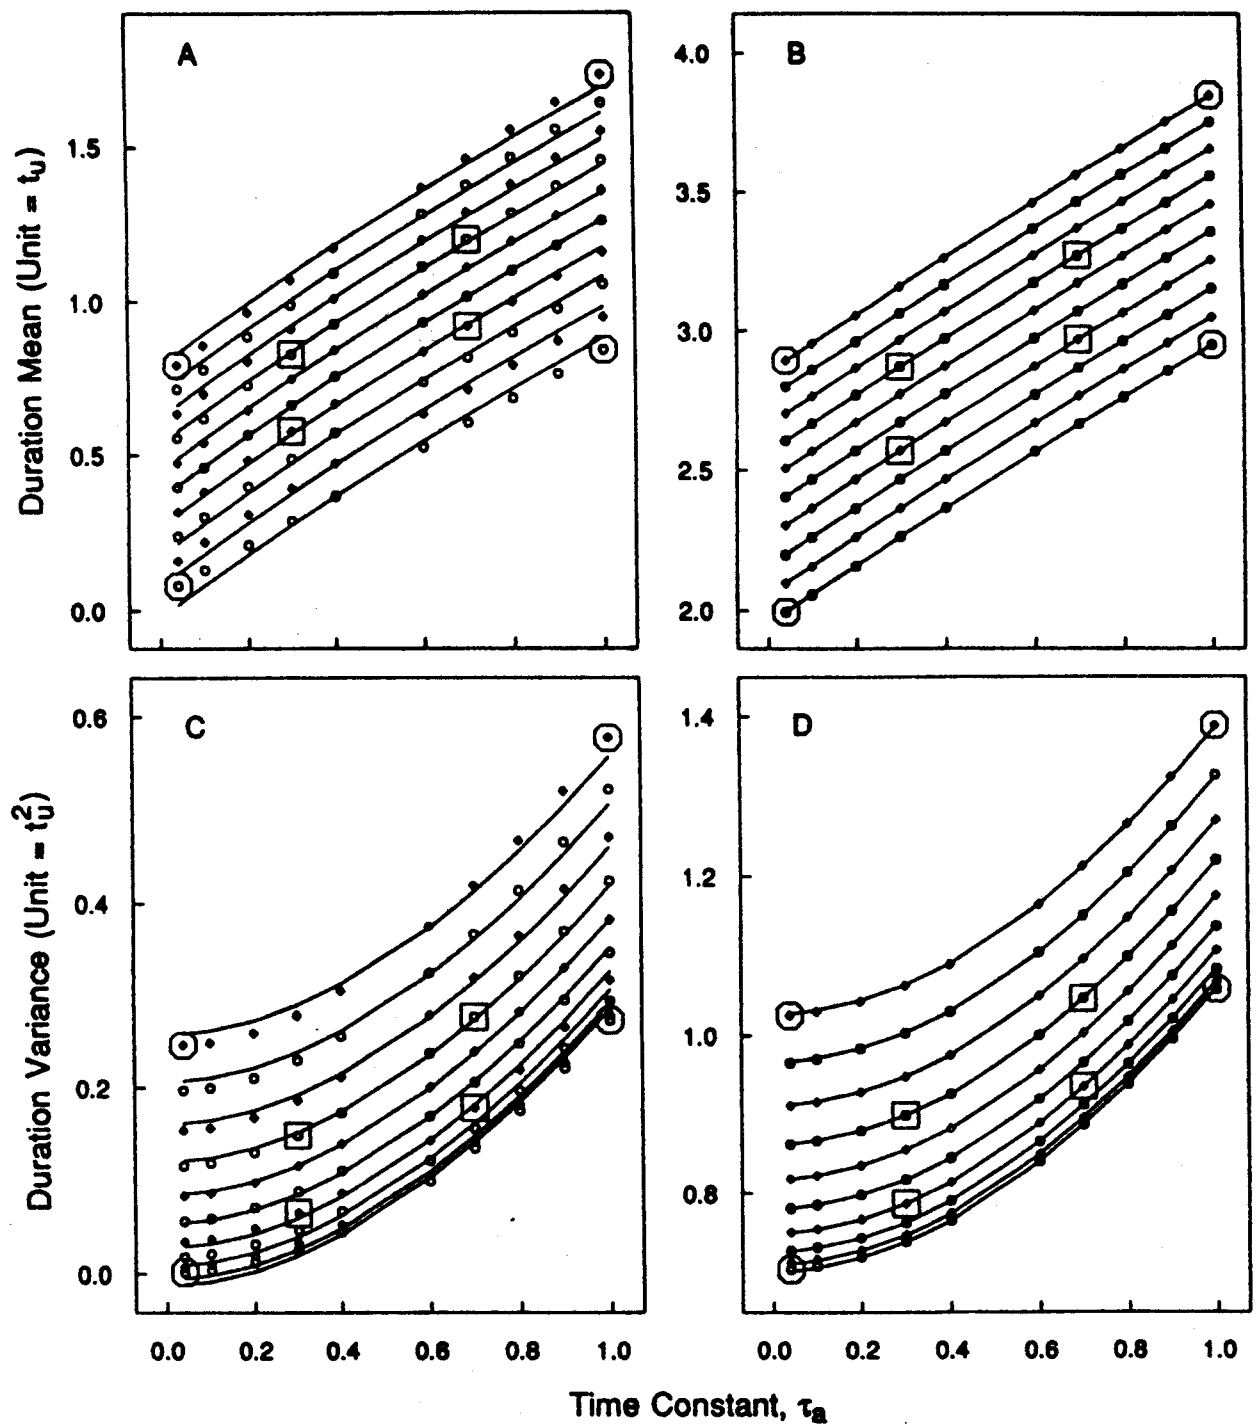 A
B
Duration Mean (Unit = tᵤ)
1.5
1.0
0.5
0.0
4.0
3.5
3.0
2.5
2.0
C
D
Duration Variance (Unit = tᵤ²)
0.6
0.4
0.2
0.0
1.4
1.2
1.0
0.8
0.0 0.2 0.4 0.6 0.8 1.0
0.0 0.2 0.4 0.6 0.8 1.0
Time Constant, τₐ